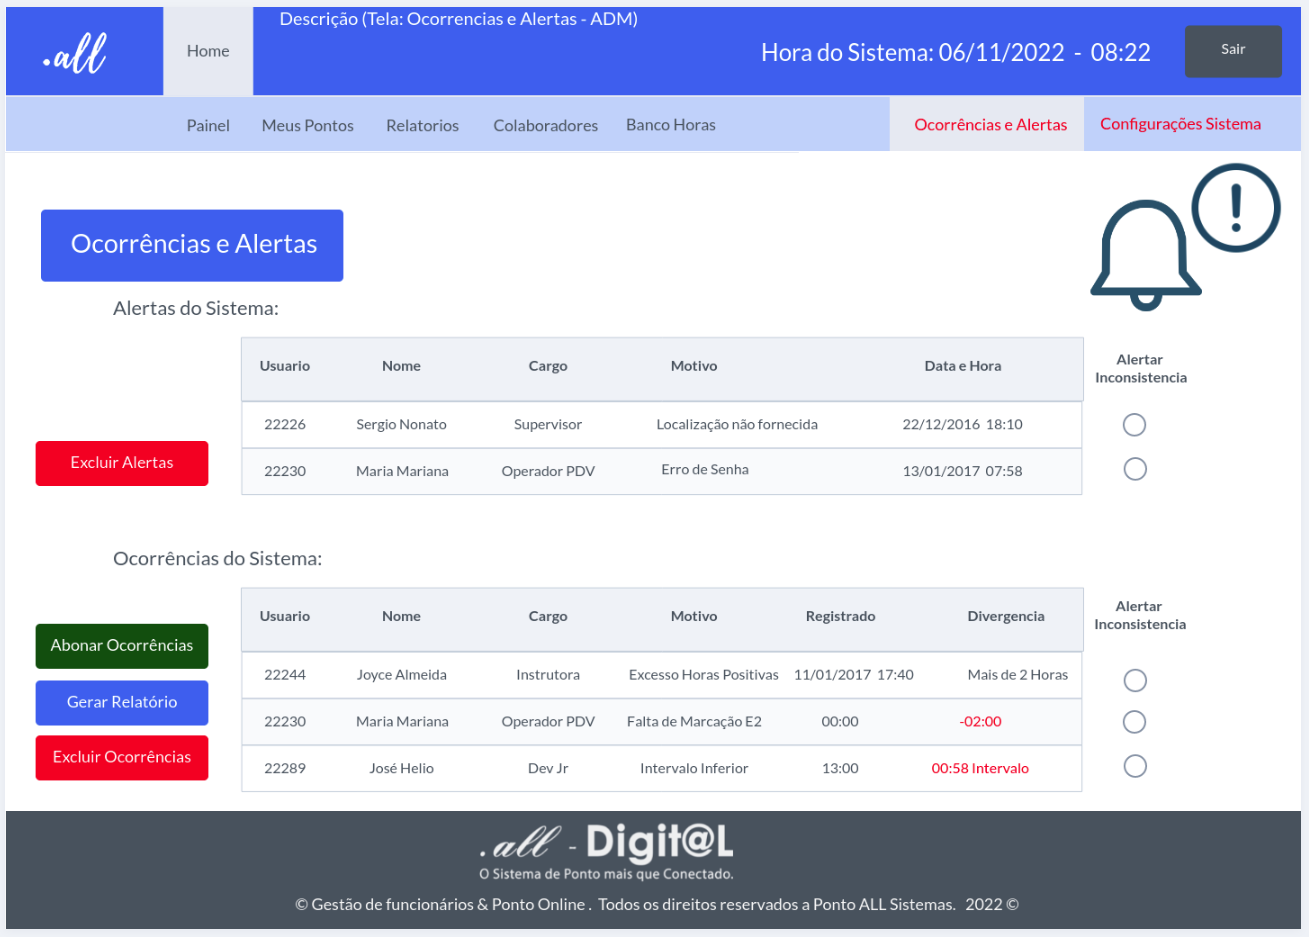 Descrição (Tela: Ocorrencias e Alertas - ADM)
.all
Home
Hora do Sistema: 06/11/2022 - 08:22
Sair
Painel Meus Pontos Relatorios Colaboradores Banco Horas Ocorrências e Alertas Configurações Sistema
!
Ocorrências e Alertas
Alertas do Sistema:
Usuario Nome Cargo Motivo Data e Hora Alertar
Inconsistencia
22226 Sergio Nonato Supervisor Localização não fornecida 22/12/2016 18:10
Excluir Alertas
22230 Maria Mariana Operador PDV Erro de Senha 13/01/2017 07:58
Ocorrências do Sistema:
Usuario Nome Cargo Motivo Registrado Divergencia Alertar
Inconsistencia
Abonar Ocorrências
22244 Joyce Almeida Instrutora Excesso Horas Positivas 11/01/2017 17:40 Mais de 2 Horas
Gerar Relatório
22230 Maria Mariana Operador PDV Falta de Marcação E2 00:00 -02:00
Excluir Ocorrências
22289 José Helio Dev Jr Intervalo Inferior 13:00 00:58 Intervalo
.all - Digit@L
O Sistema de Ponto mais que Conectado.
© Gestão de funcionários & Ponto Online . Todos os direitos reservados a Ponto ALL Sistemas. 2022 ©